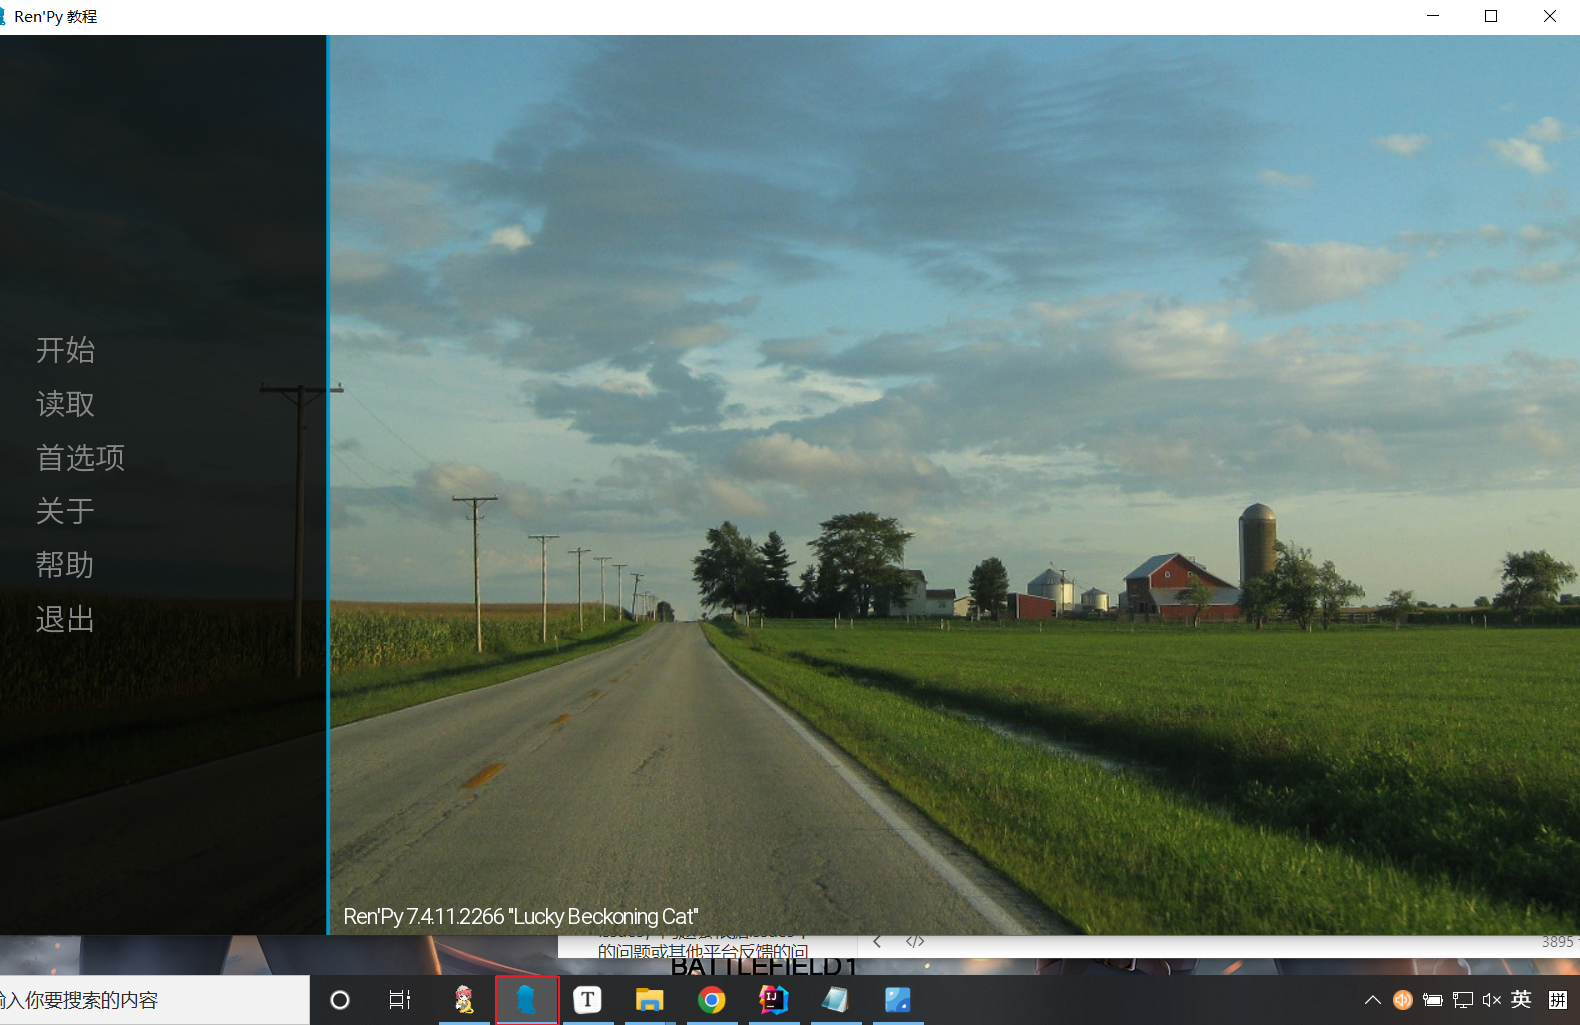 Ren'Py 教程
开始
读取
首选项
关于
帮助
退出
Ren'Py 7.4.11.2266 "Lucky Beckoning Cat"
的问题或其他平台反馈的问
3895
BATTLEFIELD 1
入你要搜索的内容
T
IJ
英
拼